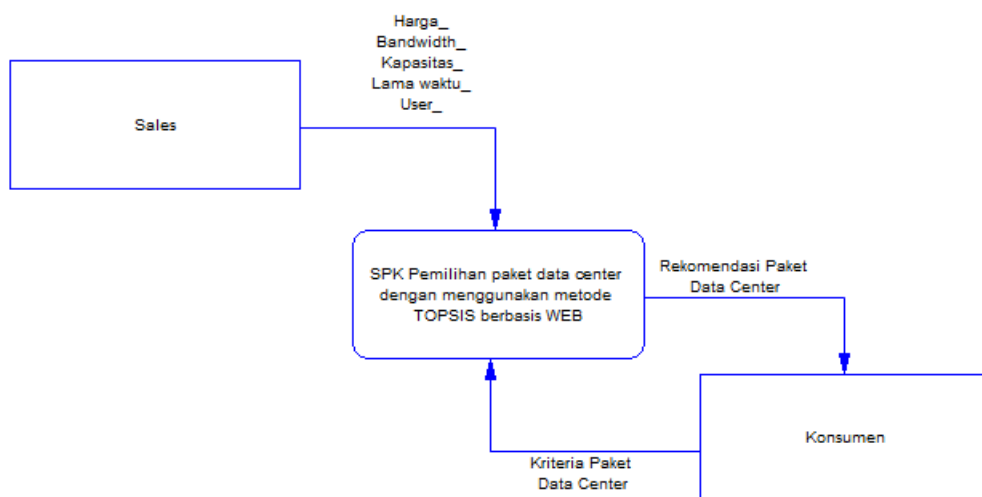 Harga_
Bandwidth_
Kapasitas_
Lama waktu_
User_
Sales
SPK Pemilihan paket data center
dengan menggunakan metode
TOPSIS berbasis WEB
Rekomendasi Paket
Data Center
Konsumen
Kriteria Paket
Data Center